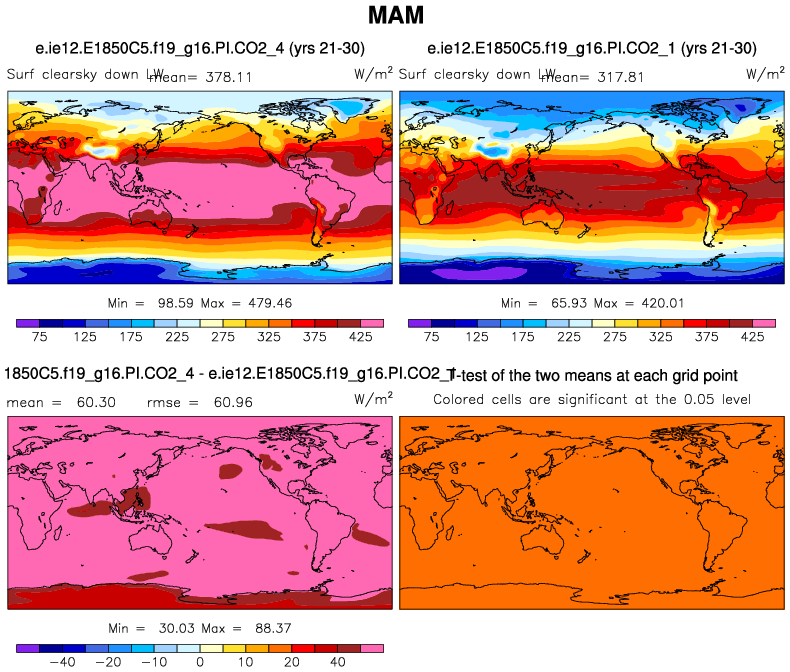 MAM
e.ie12.E1850C5.f19_g16.PI.CO2_4 (yrs 21-30)
e.ie12.E1850C5.f19_g16.PI.CO2_1 (yrs 21-30)
Surf clearsky down LW mean= 378.11 W/m²
Surf clearsky down LW mean= 317.81 W/m²
Min = 98.59 Max = 479.46
Min = 65.93 Max = 420.01
75 125 175 225 275 325 375 425
75 125 175 225 275 325 375 425
1850C5.f19_g16.PI.CO2_4 - e.ie12.E1850C5.f19_g16.PI.CO2_1
T-test of the two means at each grid point
mean = 60.30 rmse = 60.96 W/m²
Colored cells are significant at the 0.05 level
Min = 30.03 Max = 88.37
−40 −20 −10 0 10 20 40